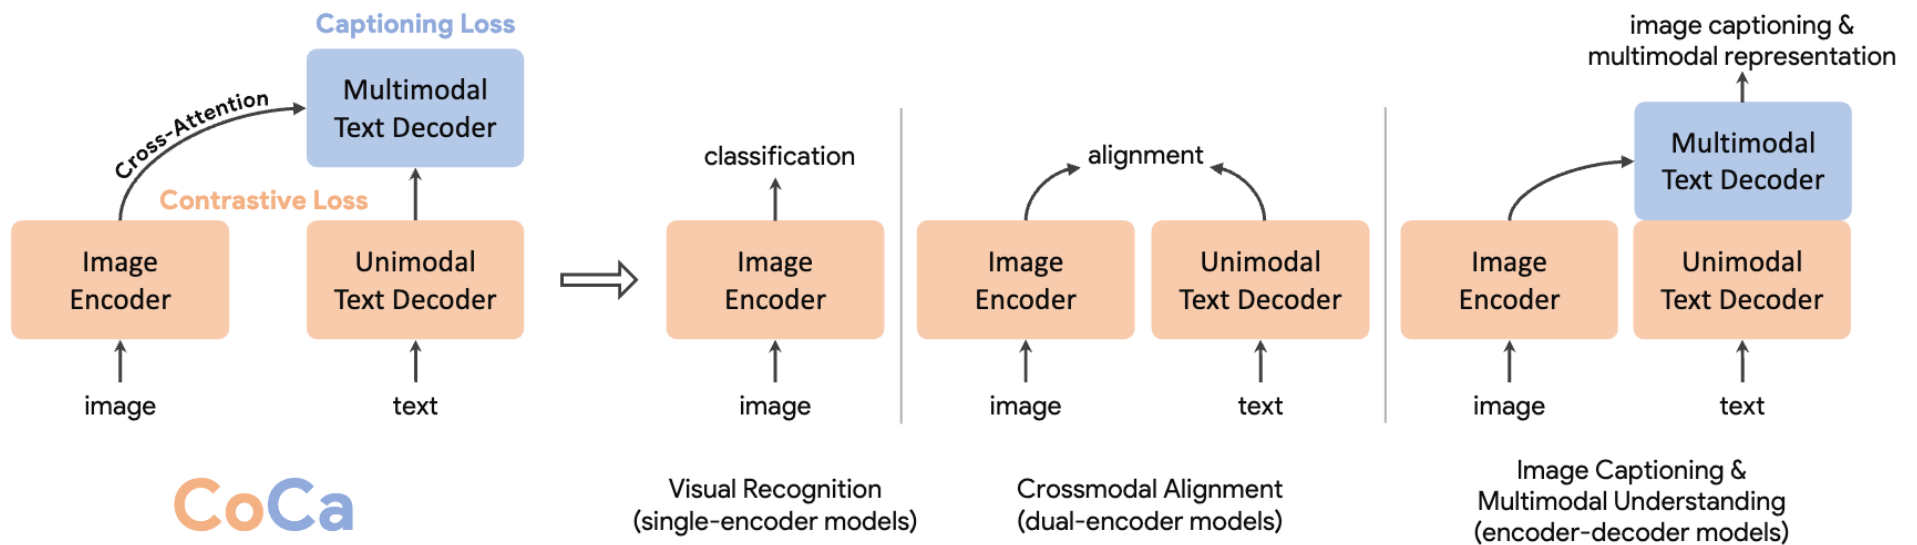 Captioning Loss
Multimodal
Text Decoder
Cross-Attention
Contrastive Loss
Image
Encoder
Unimodal
Text Decoder
image
text
CoCa
classification
Image
Encoder
image
Visual Recognition
(single-encoder models)
alignment
Image
Encoder
Unimodal
Text Decoder
image
text
Crossmodal Alignment
(dual-encoder models)
image captioning &
multimodal representation
Multimodal
Text Decoder
Image
Encoder
Unimodal
Text Decoder
image
text
Image Captioning &
Multimodal Understanding
(encoder-decoder models)